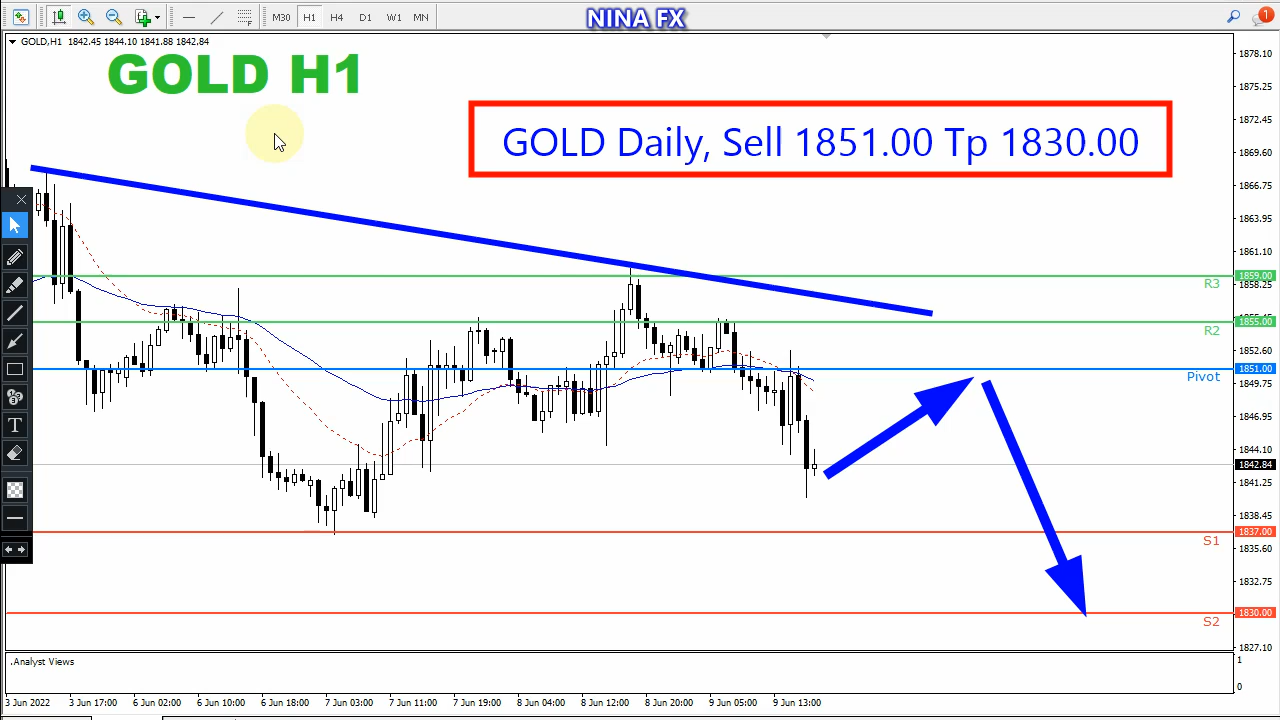 M30 H1 H4 D1 W1 MN
NINA FX
1
GOLD,H1 1842.45 1844.10 1841.88 1842.84
GOLD H1
GOLD Daily, Sell 1851.00 Tp 1830.00
1878.10
1875.25
1872.45
1869.60
1866.75
1863.95
1861.10
1859.00
R3
1858.25
1855.00
R2
1852.60
1851.00
Pivot
1849.75
1846.95
1844.10
1842.84
1841.25
1838.45
1837.00
S1
1835.60
1832.75
1830.00
S2
1827.10
T
.Analyst Views
1
0
3 Jun 2022 3 Jun 17:00 6 Jun 02:00 6 Jun 10:00 6 Jun 18:00 7 Jun 03:00 7 Jun 11:00 7 Jun 19:00 8 Jun 12:00 8 Jun 20:00 9 Jun 05:00 9 Jun 13:00